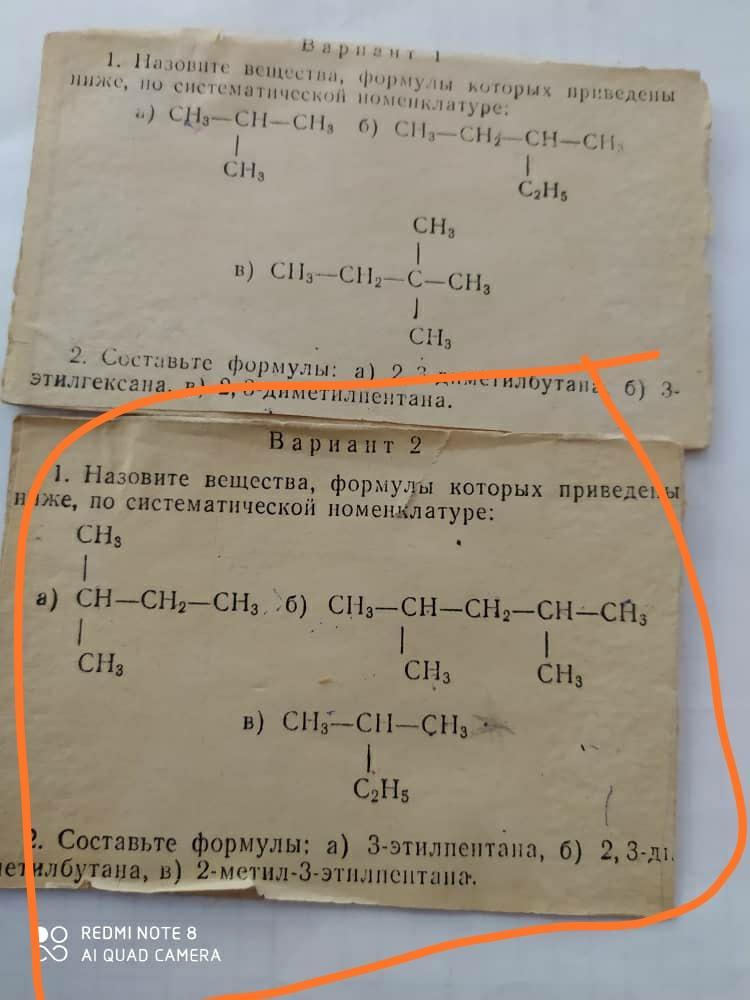 Вариант 1
1. Назовите вещества, формулы которых приведены
ниже, по систематической номенклатуре:
а) CH₃—CH—CH₃ б) CH₃—CH₂—CH—CH₃
|
|
CH₃
C₂H₅
CH₃
|
в) CH₃—CH₂—C—CH₃
|
CH₃
2. Составьте формулы: а) 2,3-диметилбутана, б) 3-
этилгексана, в) 2,3-диметилпентана.
Вариант 2
1. Назовите вещества, формулы которых приведены
ниже, по систематической номенклатуре:
CH₃
|
а) CH—CH₂—CH₃ б) CH₃—CH—CH₂—CH—CH₃
| | |
CH₃ CH₃ CH₃
в) CH₃—CH—CH₃
|
C₂H₅
2. Составьте формулы: а) 3-этилпентана, б) 2,3-ди
метилбутана, в) 2-метил-3-этилпентана.
REDMI NOTE 8
AI QUAD CAMERA